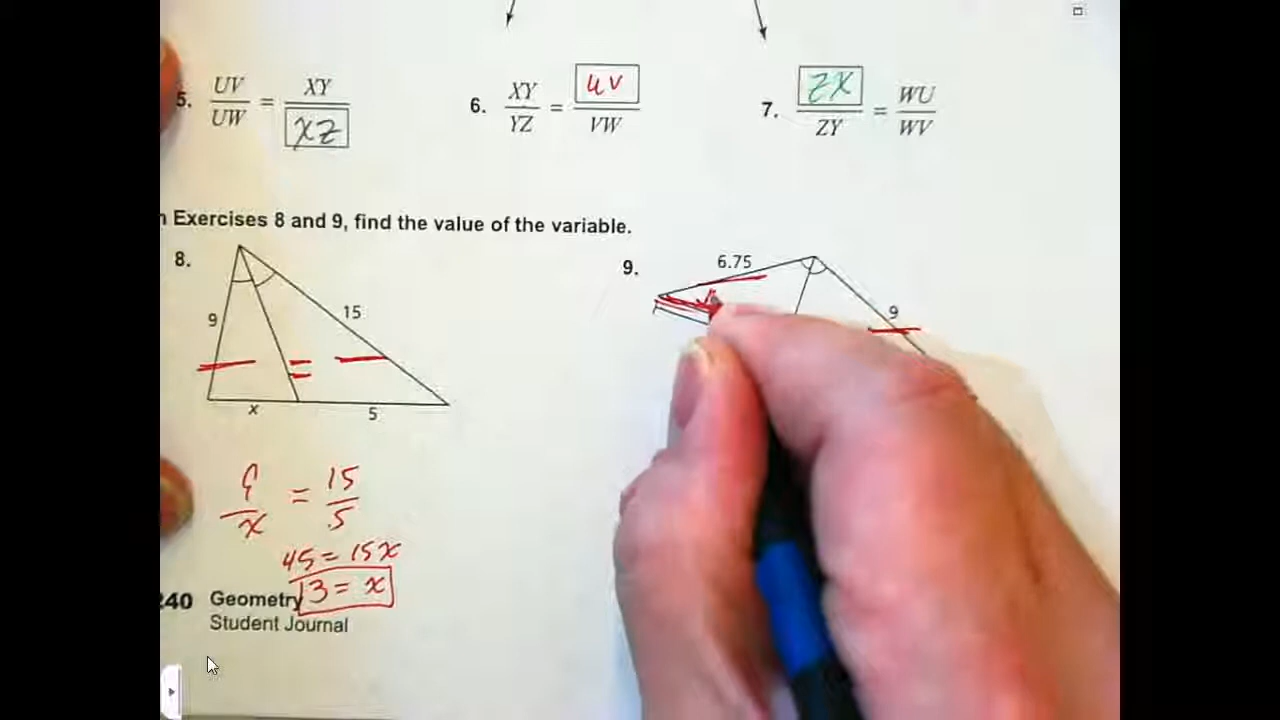 5. UV/UW = XY/XZ
6. XY/YZ = UV/VW
7. ZX/ZY = WU/WV
Exercises 8 and 9, find the value of the variable.
8.
9
15
x
5
9.
6.75
9
9/x = 15/5
45 = 15x
3 = x
240 Geometry
Student Journal